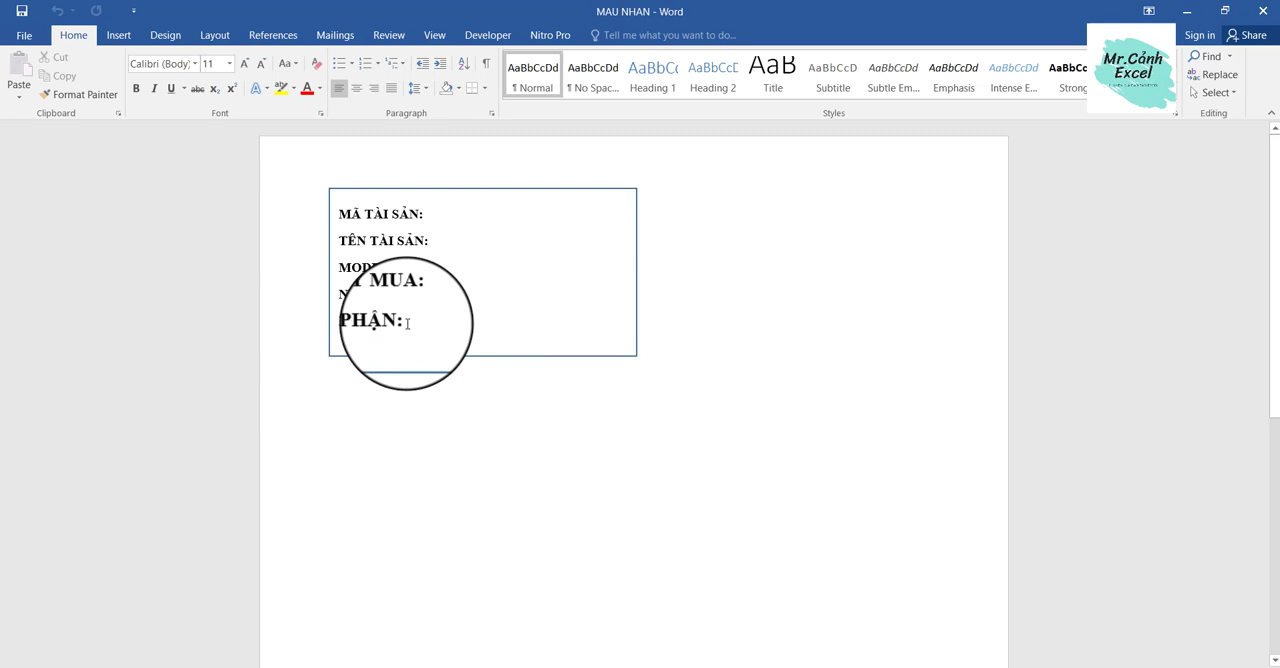 MAU NHAN - Word
File Home Insert Design Layout References Mailings Review View Developer Nitro Pro Tell me what you want to do... Sign in Share
Paste
Cut
Copy
Format Painter
Clipboard
Calibri (Body) 11
Font
Paragraph
AaBbCcDd AaBbCcDd AaBbCc AaBbCcD AaB AaBbCcD AaBbCcDd AaBbCcDd AaBbCcDd AaBbCc
¶ Normal ¶ No Spac... Heading 1 Heading 2 Title Subtitle Subtle Em... Emphasis Intense E... Strong
Styles
Mr.Cảnh
Excel
Find
Replace
Select
Editing
MÃ TÀI SẢN:
TÊN TÀI SẢN:
MUA:
PHẬN: